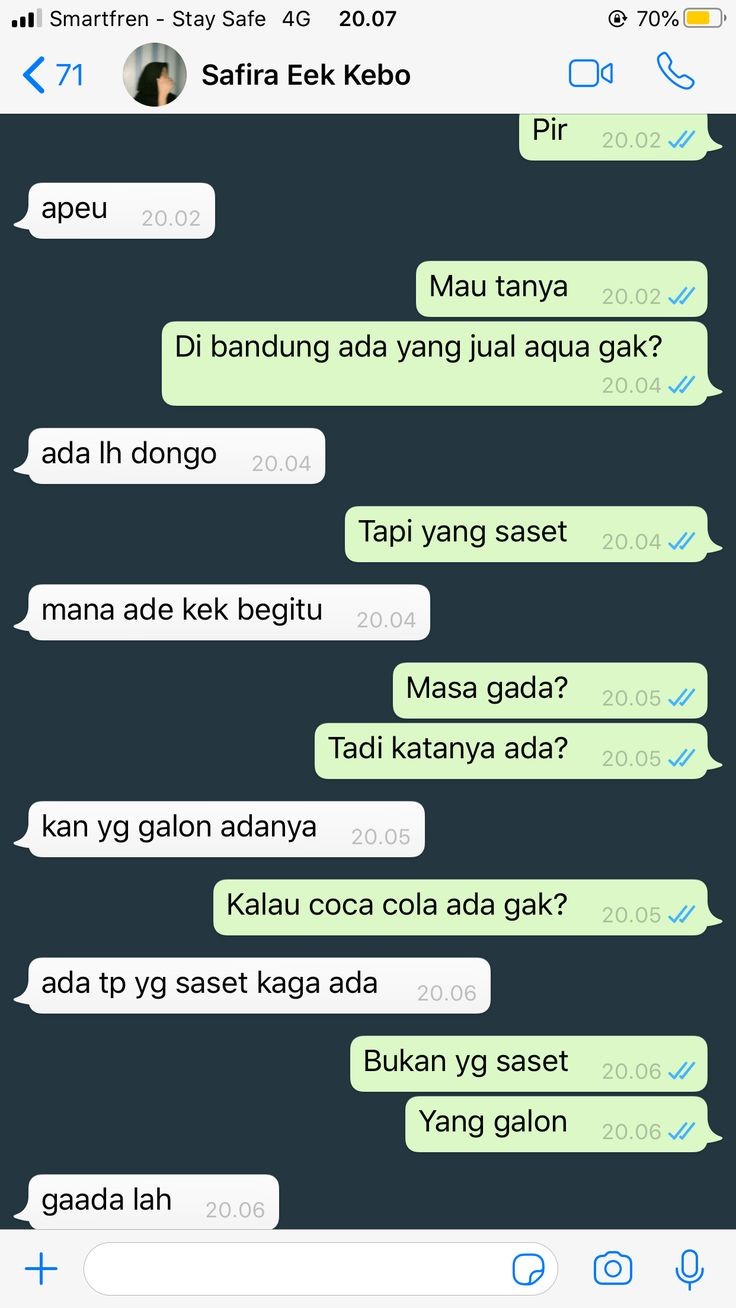 Smartfren - Stay Safe 4G 20.07 70%
71 Safira Eek Kebo
Pir 20.02
apeu 20.02
Mau tanya 20.02
Di bandung ada yang jual aqua gak?
20.04
ada lh dongo 20.04
Tapi yang saset 20.04
mana ade kek begitu 20.04
Masa gada? 20.05
Tadi katanya ada? 20.05
kan yg galon adanya 20.05
Kalau coca cola ada gak? 20.05
ada tp yg saset kaga ada 20.06
Bukan yg saset 20.06
Yang galon 20.06
gaada lah 20.06